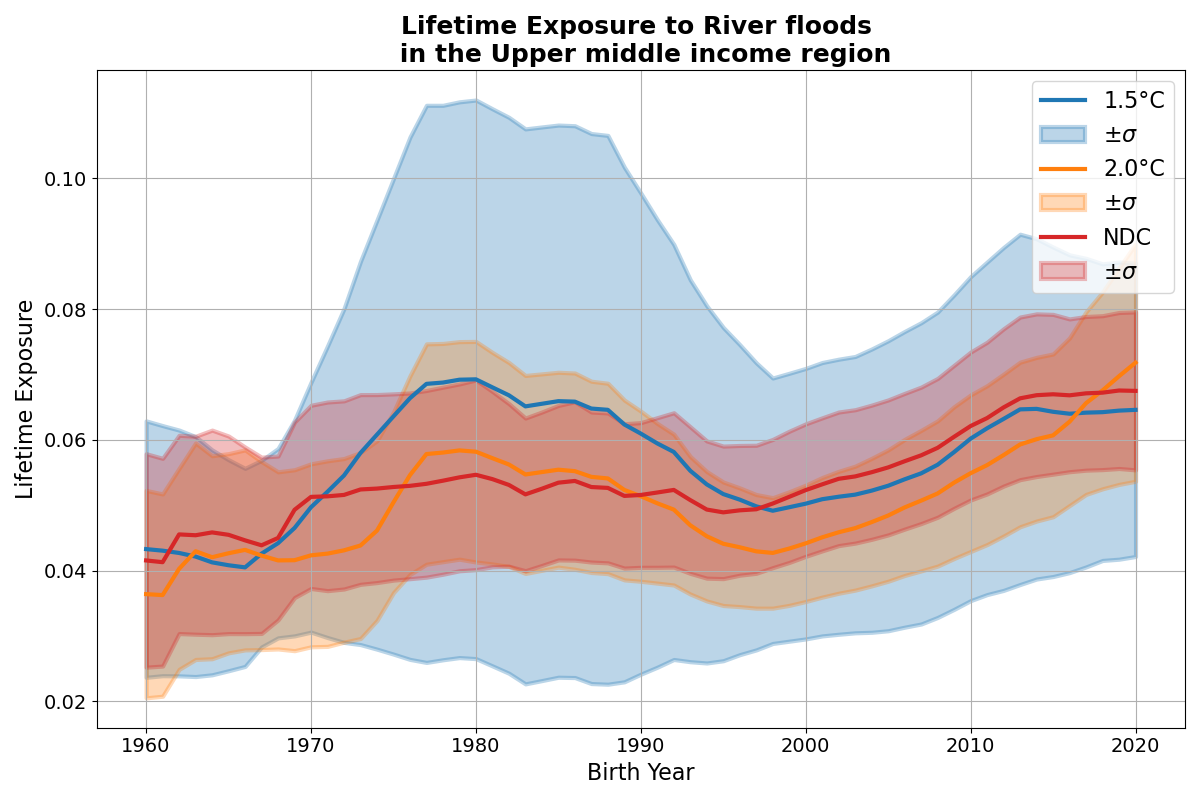 Lifetime Exposure to River floods
in the Upper middle income region
Lifetime Exposure
0.10
0.08
0.06
0.04
0.02
1960
1970
1980
1990
2000
2010
2020
Birth Year
1.5°C
±σ
2.0°C
±σ
NDC
±σ